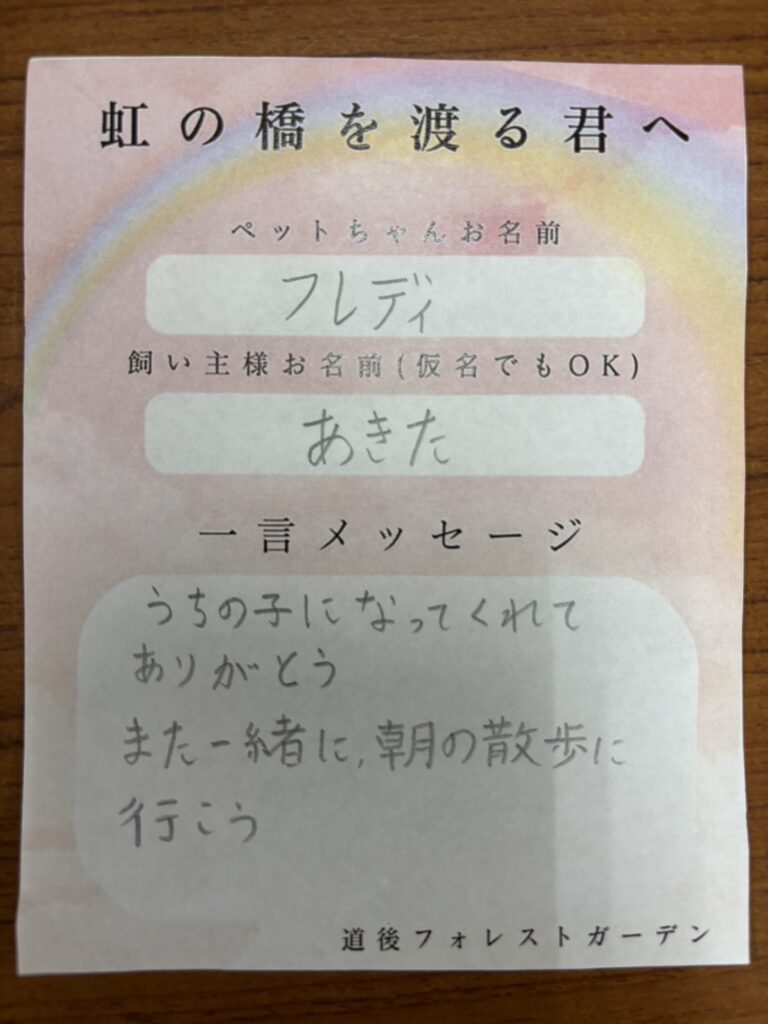 虹の橋を渡る君へ
ペットちゃんお名前
フレディ
飼い主様お名前(仮名でもOK)
あきた
一言メッセージ
うちの子になってくれて
ありがとう
また一緒に,朝の散歩に
行こう
道後フォレストガーデン